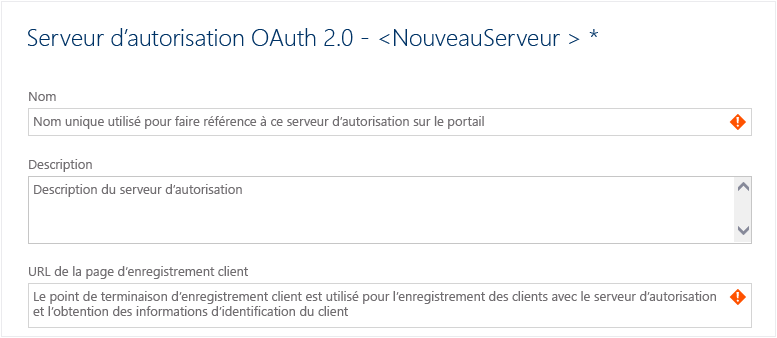 Serveur d'autorisation OAuth 2.0 - <NouveauServeur > *
Nom
Nom unique utilisé pour faire référence à ce serveur d'autorisation sur le portail
Description
Description du serveur d'autorisation
URL de la page d'enregistrement client
Le point de terminaison d'enregistrement client est utilisé pour l'enregistrement des clients avec le serveur d'autorisation
et l'obtention des informations d'identification du client